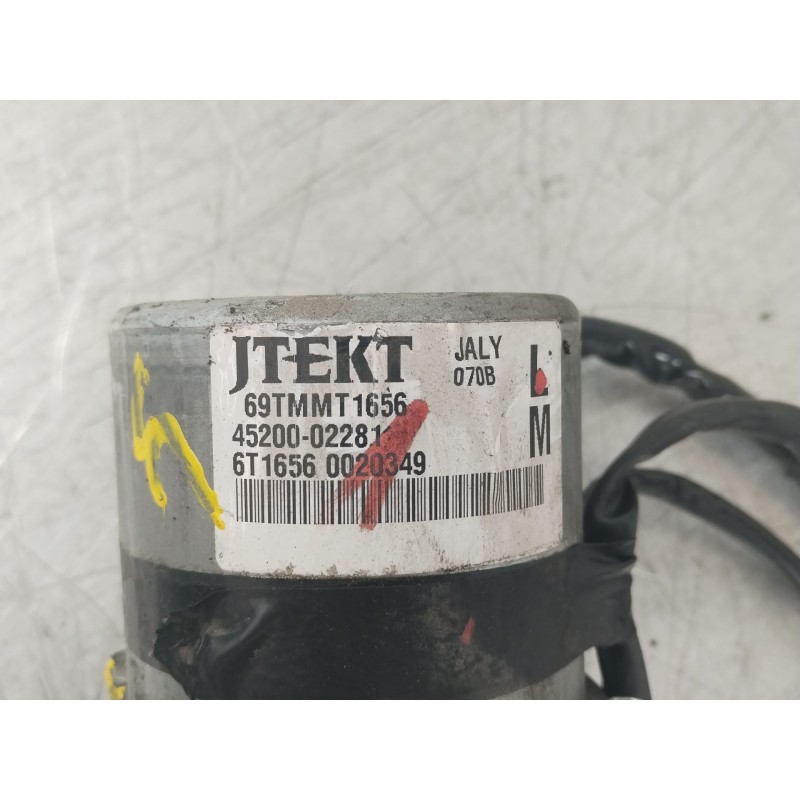 JTEKT JALY L
69TMMT1656 070B
45200-02281 M
6T1656 0020349